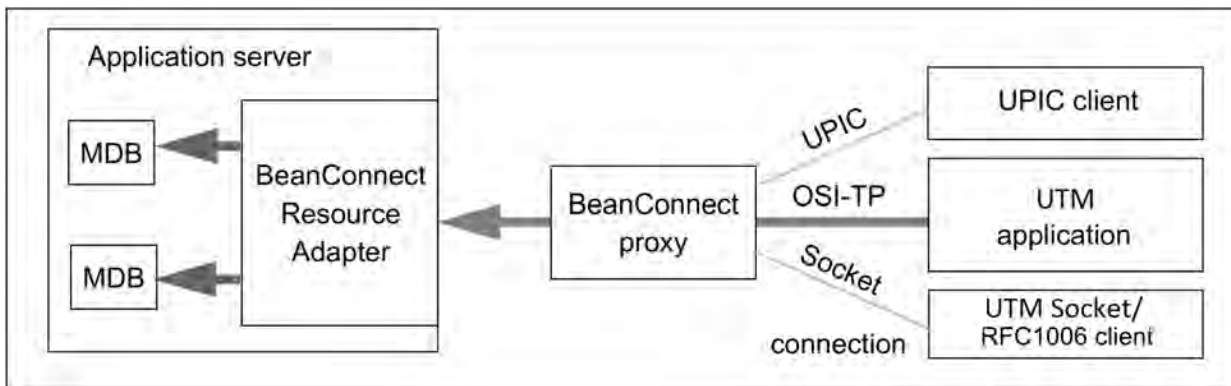 Application server
MDB
MDB
BeanConnect
Resource
Adapter
BeanConnect
proxy
UPIC
OSI-TP
Socket
connection
UPIC client
UTM
application
UTM Socket/
RFC1006 client